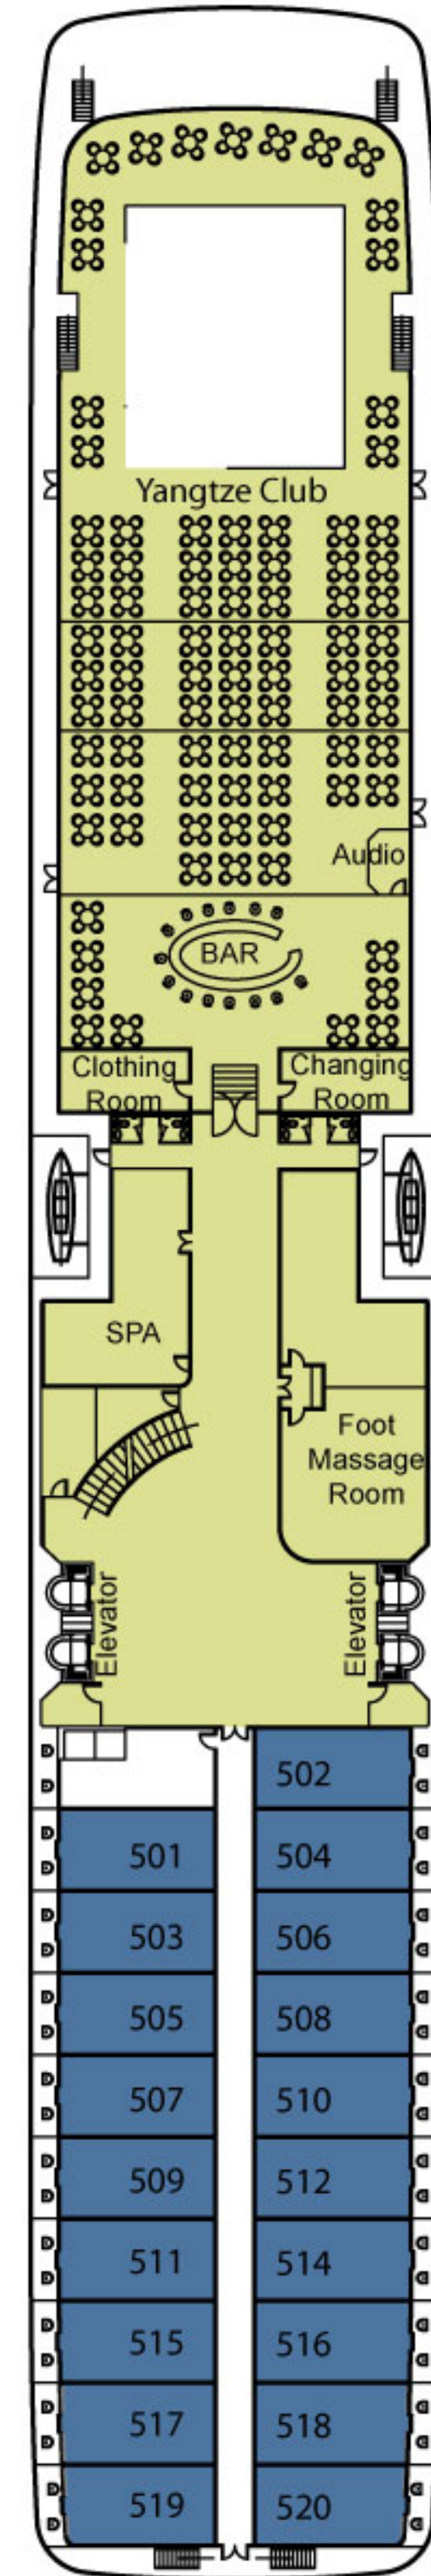 Yangtze Club
Audio
BAR
Clothing
Room
Changing
Room
SPA
Foot
Massage
Room
Elevator
Elevator
502
501
504
503
506
505
508
507
510
509
512
511
514
515
516
517
518
519
520